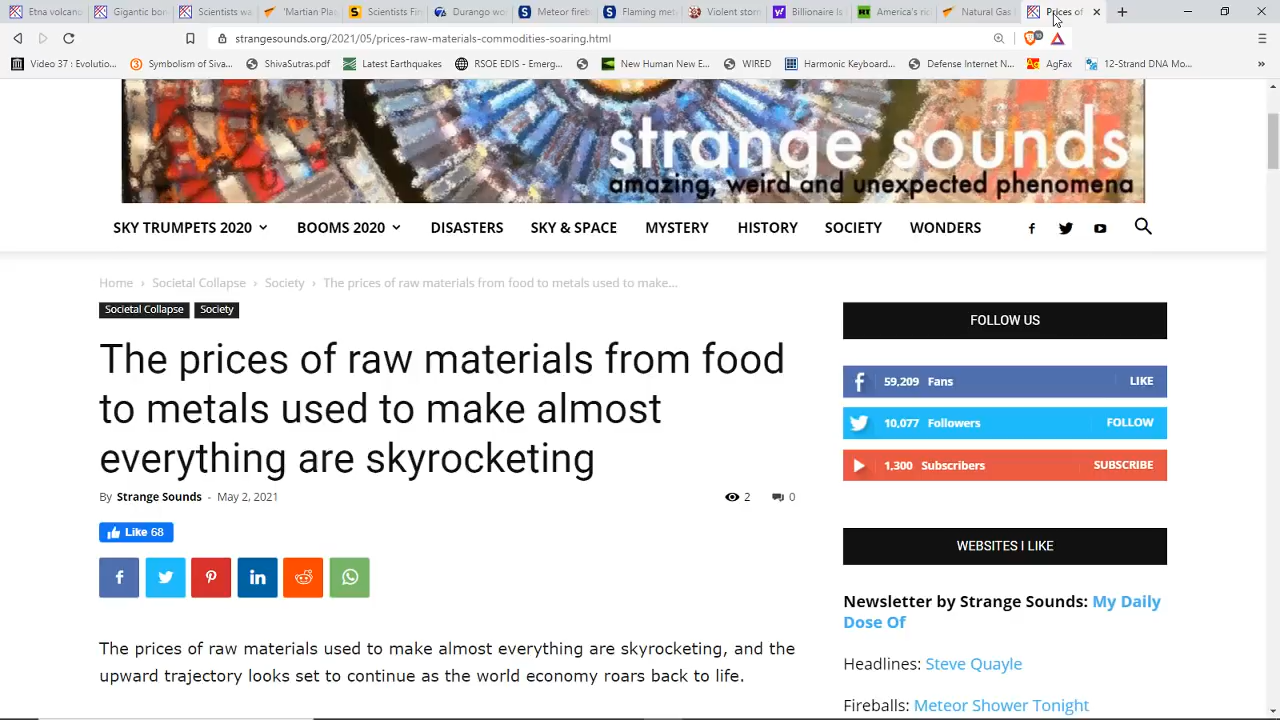 Etna volcan
Gigantic bor
Scientists wa
'Martian Pla
Scientists Fin
Durango wo
Meteor fireb
Flaming mete
Violent storm
Billionaire Is
America's ric
Natural Gas
Prices of
strangesounds.org/2021/05/prices-raw-materials-commodities-soaring.html
Video 37 : Evolutio...
Symbolism of Siva...
ShivaSutras.pdf
Latest Earthquakes
RSOE EDIS - Emerg...
New Human New E...
WIRED
Harmonic Keyboard...
Defense Internet N...
AgFax
12-Strand DNA Mo...
strange sounds
amazing, weird and unexpected phenomena
SKY TRUMPETS 2020 BOOMS 2020 DISASTERS SKY & SPACE MYSTERY HISTORY SOCIETY WONDERS
Home › Societal Collapse › Society › The prices of raw materials from food to metals used to make...
Societal Collapse Society
The prices of raw materials from food
to metals used to make almost
everything are skyrocketing
By Strange Sounds - May 2, 2021
2 0
Like 68
The prices of raw materials used to make almost everything are skyrocketing, and the
upward trajectory looks set to continue as the world economy roars back to life.
FOLLOW US
59,209 Fans LIKE
10,077 Followers FOLLOW
1,300 Subscribers SUBSCRIBE
WEBSITES I LIKE
Newsletter by Strange Sounds: My Daily
Dose Of
Headlines: Steve Quayle
Fireballs: Meteor Shower Tonight